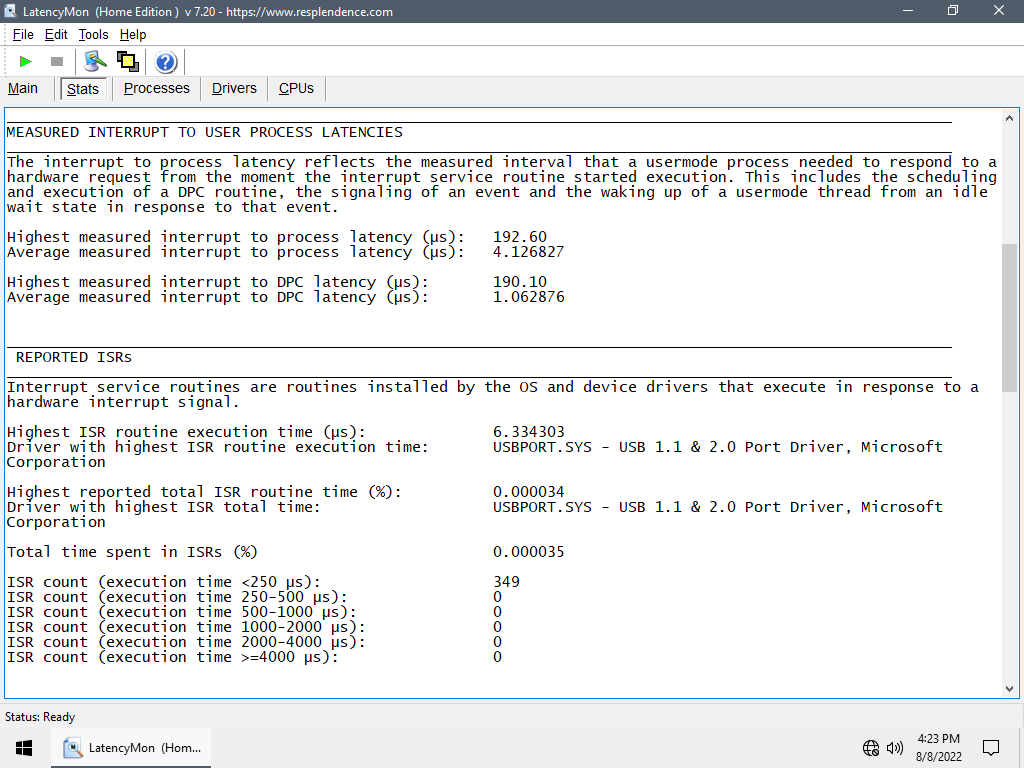 LatencyMon (Home Edition ) v 7.20 - https://www.resplendence.com
File Edit Tools Help
Main Stats Processes Drivers CPUs
MEASURED INTERRUPT TO USER PROCESS LATENCIES
The interrupt to process latency reflects the measured interval that a usermode process needed to respond to a
hardware request from the moment the interrupt service routine started execution. This includes the scheduling
and execution of a DPC routine, the signaling of an event and the waking up of a usermode thread from an idle
wait state in response to that event.
Highest measured interrupt to process latency (µs): 192.60
Average measured interrupt to process latency (µs): 4.126827
Highest measured interrupt to DPC latency (µs): 190.10
Average measured interrupt to DPC latency (µs): 1.062876
REPORTED ISRs
Interrupt service routines are routines installed by the OS and device drivers that execute in response to a
hardware interrupt signal.
Highest ISR routine execution time (µs): 6.334303
Driver with highest ISR routine execution time: USBPORT.SYS - USB 1.1 & 2.0 Port Driver, Microsoft
Corporation
Highest reported total ISR routine time (%): 0.000034
Driver with highest ISR total time: USBPORT.SYS - USB 1.1 & 2.0 Port Driver, Microsoft
Corporation
Total time spent in ISRs (%) 0.000035
ISR count (execution time <250 µs): 349
ISR count (execution time 250-500 µs): 0
ISR count (execution time 500-1000 µs): 0
ISR count (execution time 1000-2000 µs): 0
ISR count (execution time 2000-4000 µs): 0
ISR count (execution time >=4000 µs): 0
Status: Ready
LatencyMon (Hom...
4:23 PM
8/8/2022